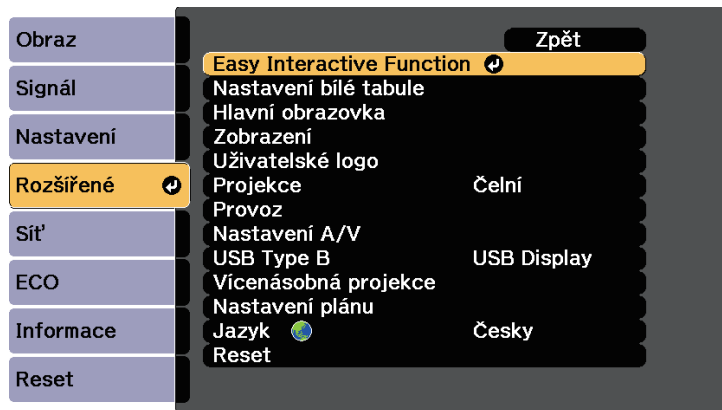 Obraz
Signál
Nastavení
Rozšířené
Síť
ECO
Informace
Reset
Zpět
Easy Interactive Function
Nastavení bílé tabule
Hlavní obrazovka
Zobrazení
Uživatelské logo
Projekce Čelní
Provoz
Nastavení A/V
USB Type B USB Display
Vícenásobná projekce
Nastavení plánu
Jazyk Česky
Reset